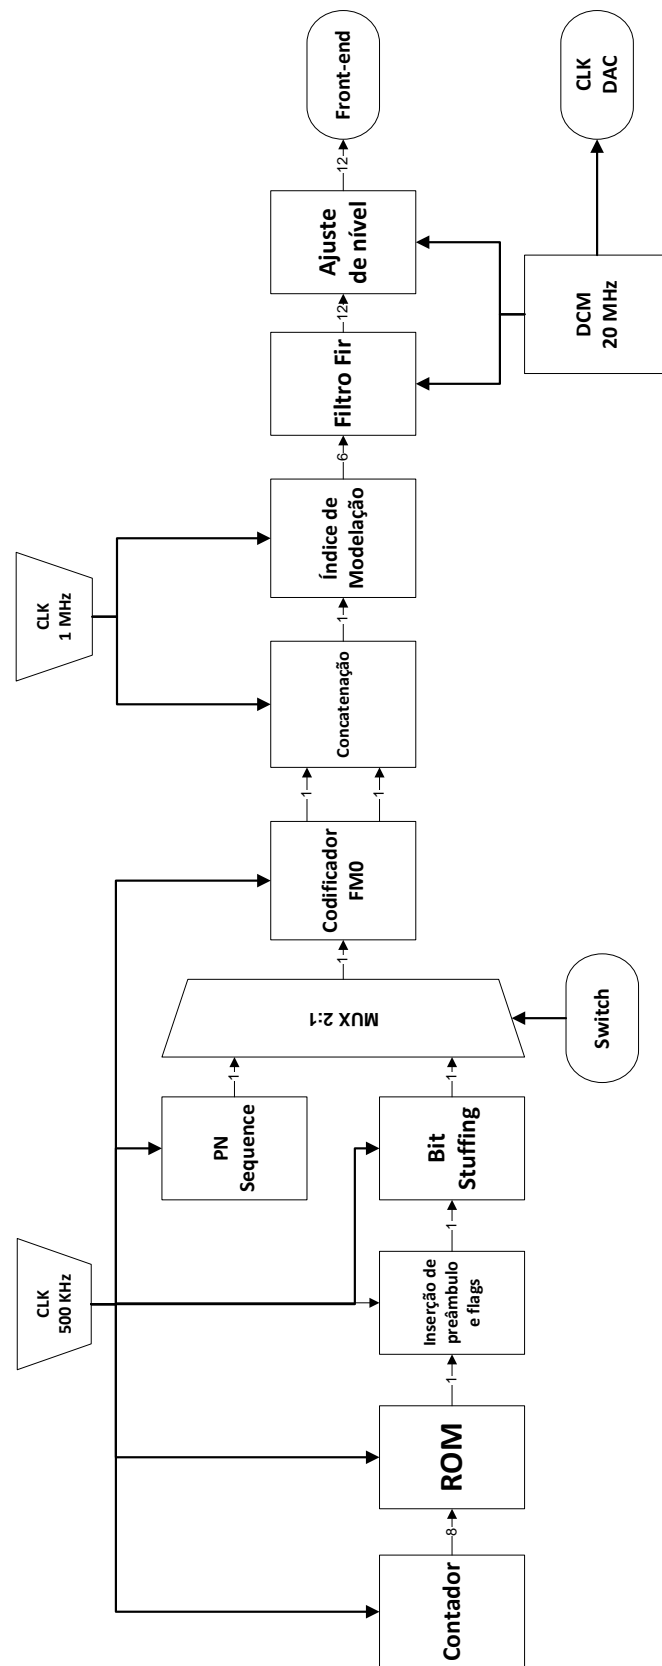 CLK
500 KHz
CLK
1 MHz
Contador
8
ROM
1
Inserção de
preâmbulo
e flags
1
Bit
Stuffing
1
PN
Sequence
1
MUX 2:1
Switch
1
Codificador
FM0
1
1
Concatenação
1
Índice de
Modelação
6
Filtro Fir
12
Ajuste
de nível
12
Front-end
DCM
20 MHz
CLK
DAC